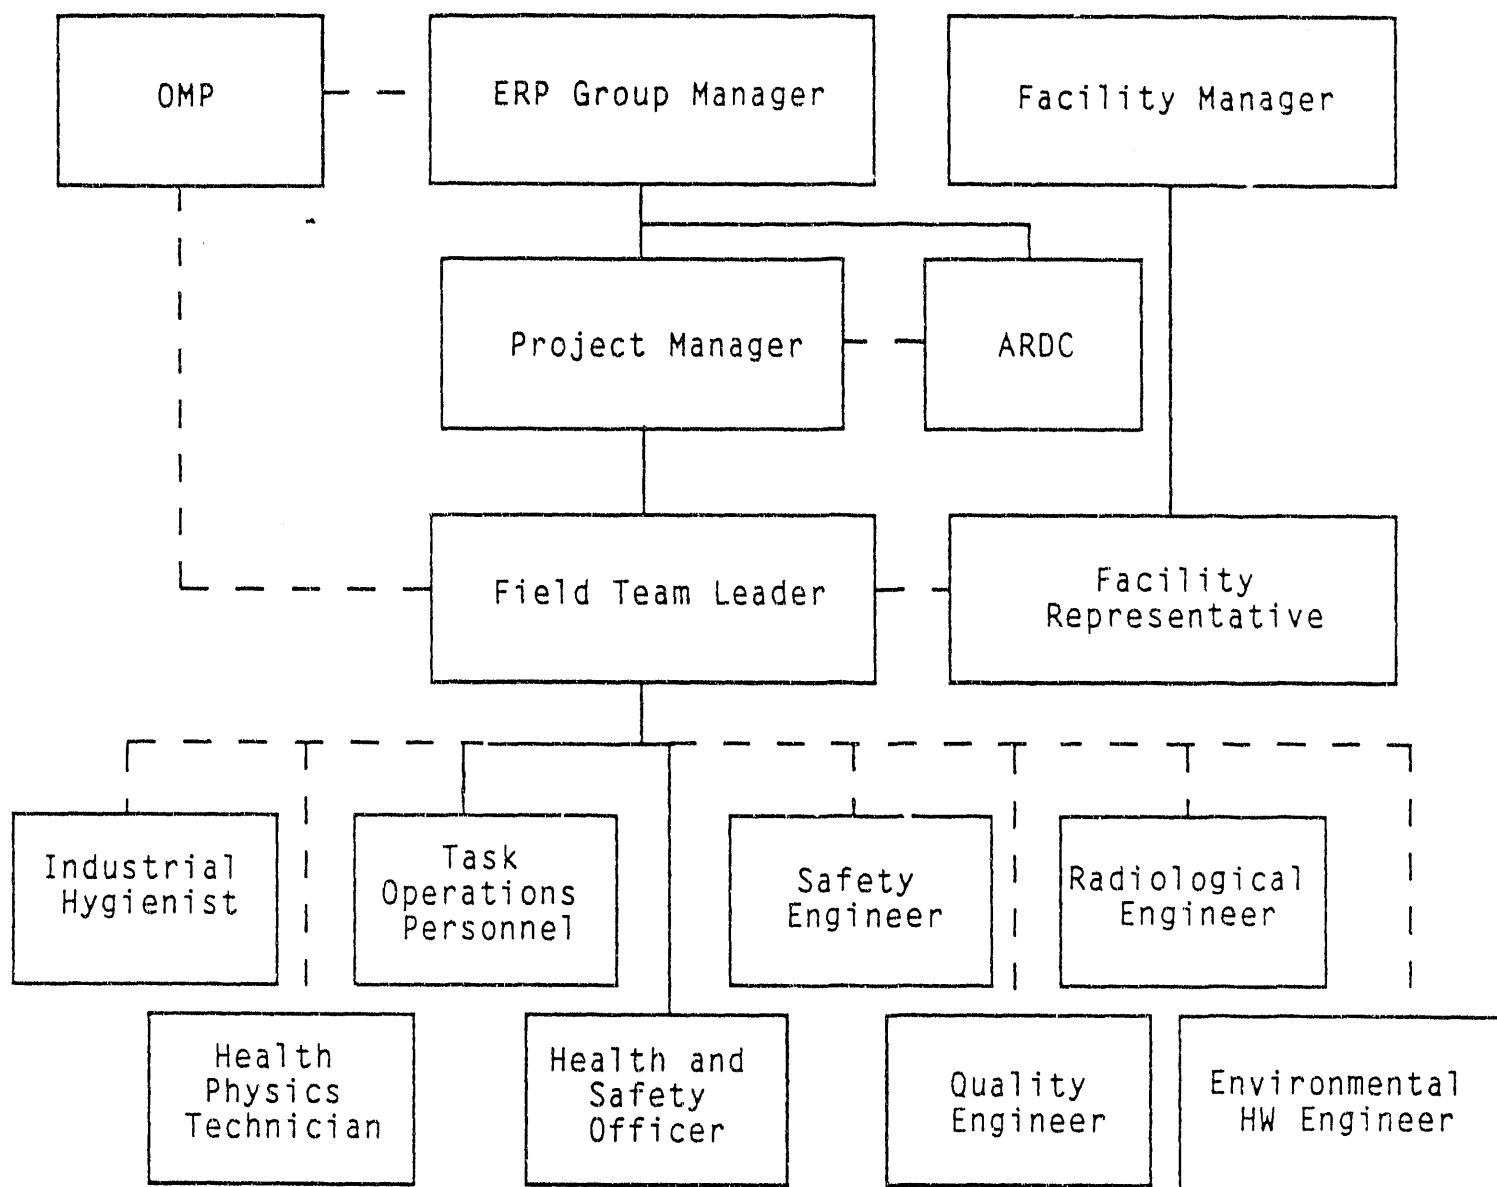 OMP
ERP Group Manager
Facility Manager
Project Manager
ARDC
Field Team Leader
Facility
Representative
Industrial
Hygienist
Task
Operations
Personnel
Safety
Engineer
Radiological
Engineer
Health
Physics
Technician
Health and
Safety
Officer
Quality
Engineer
Environmental
HW Engineer